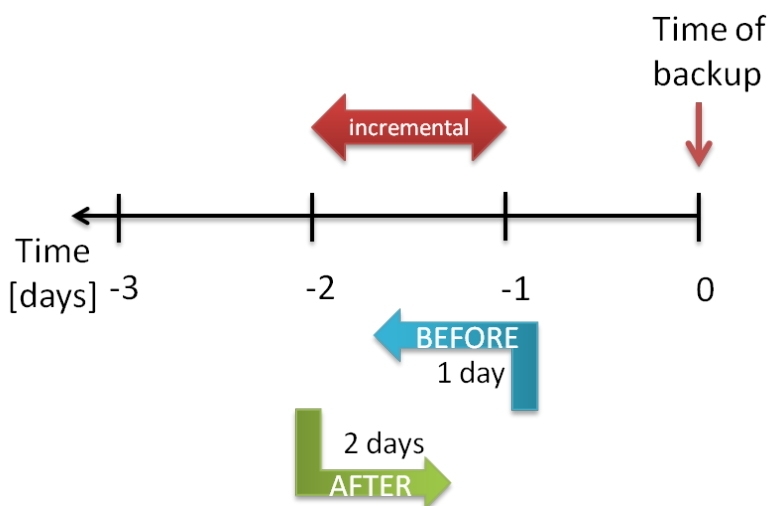 Time of
backup
incremental
Time
[days]
-3
-2
-1
0
BEFORE
1 day
2 days
AFTER